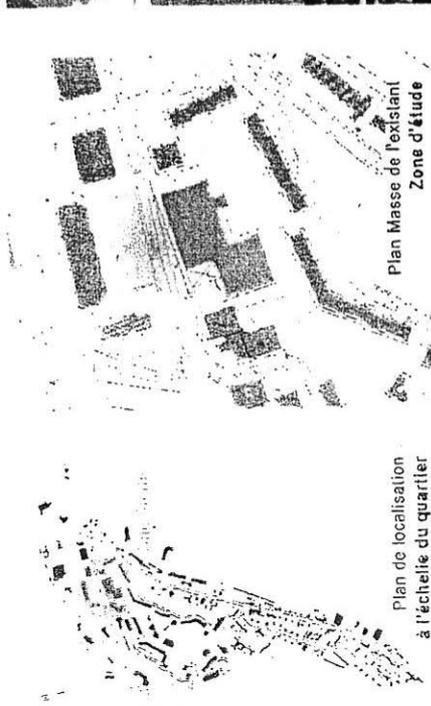 Plan Masse de l'existant
Zone d'étude
Plan de localisation
à l'échelle du quartier